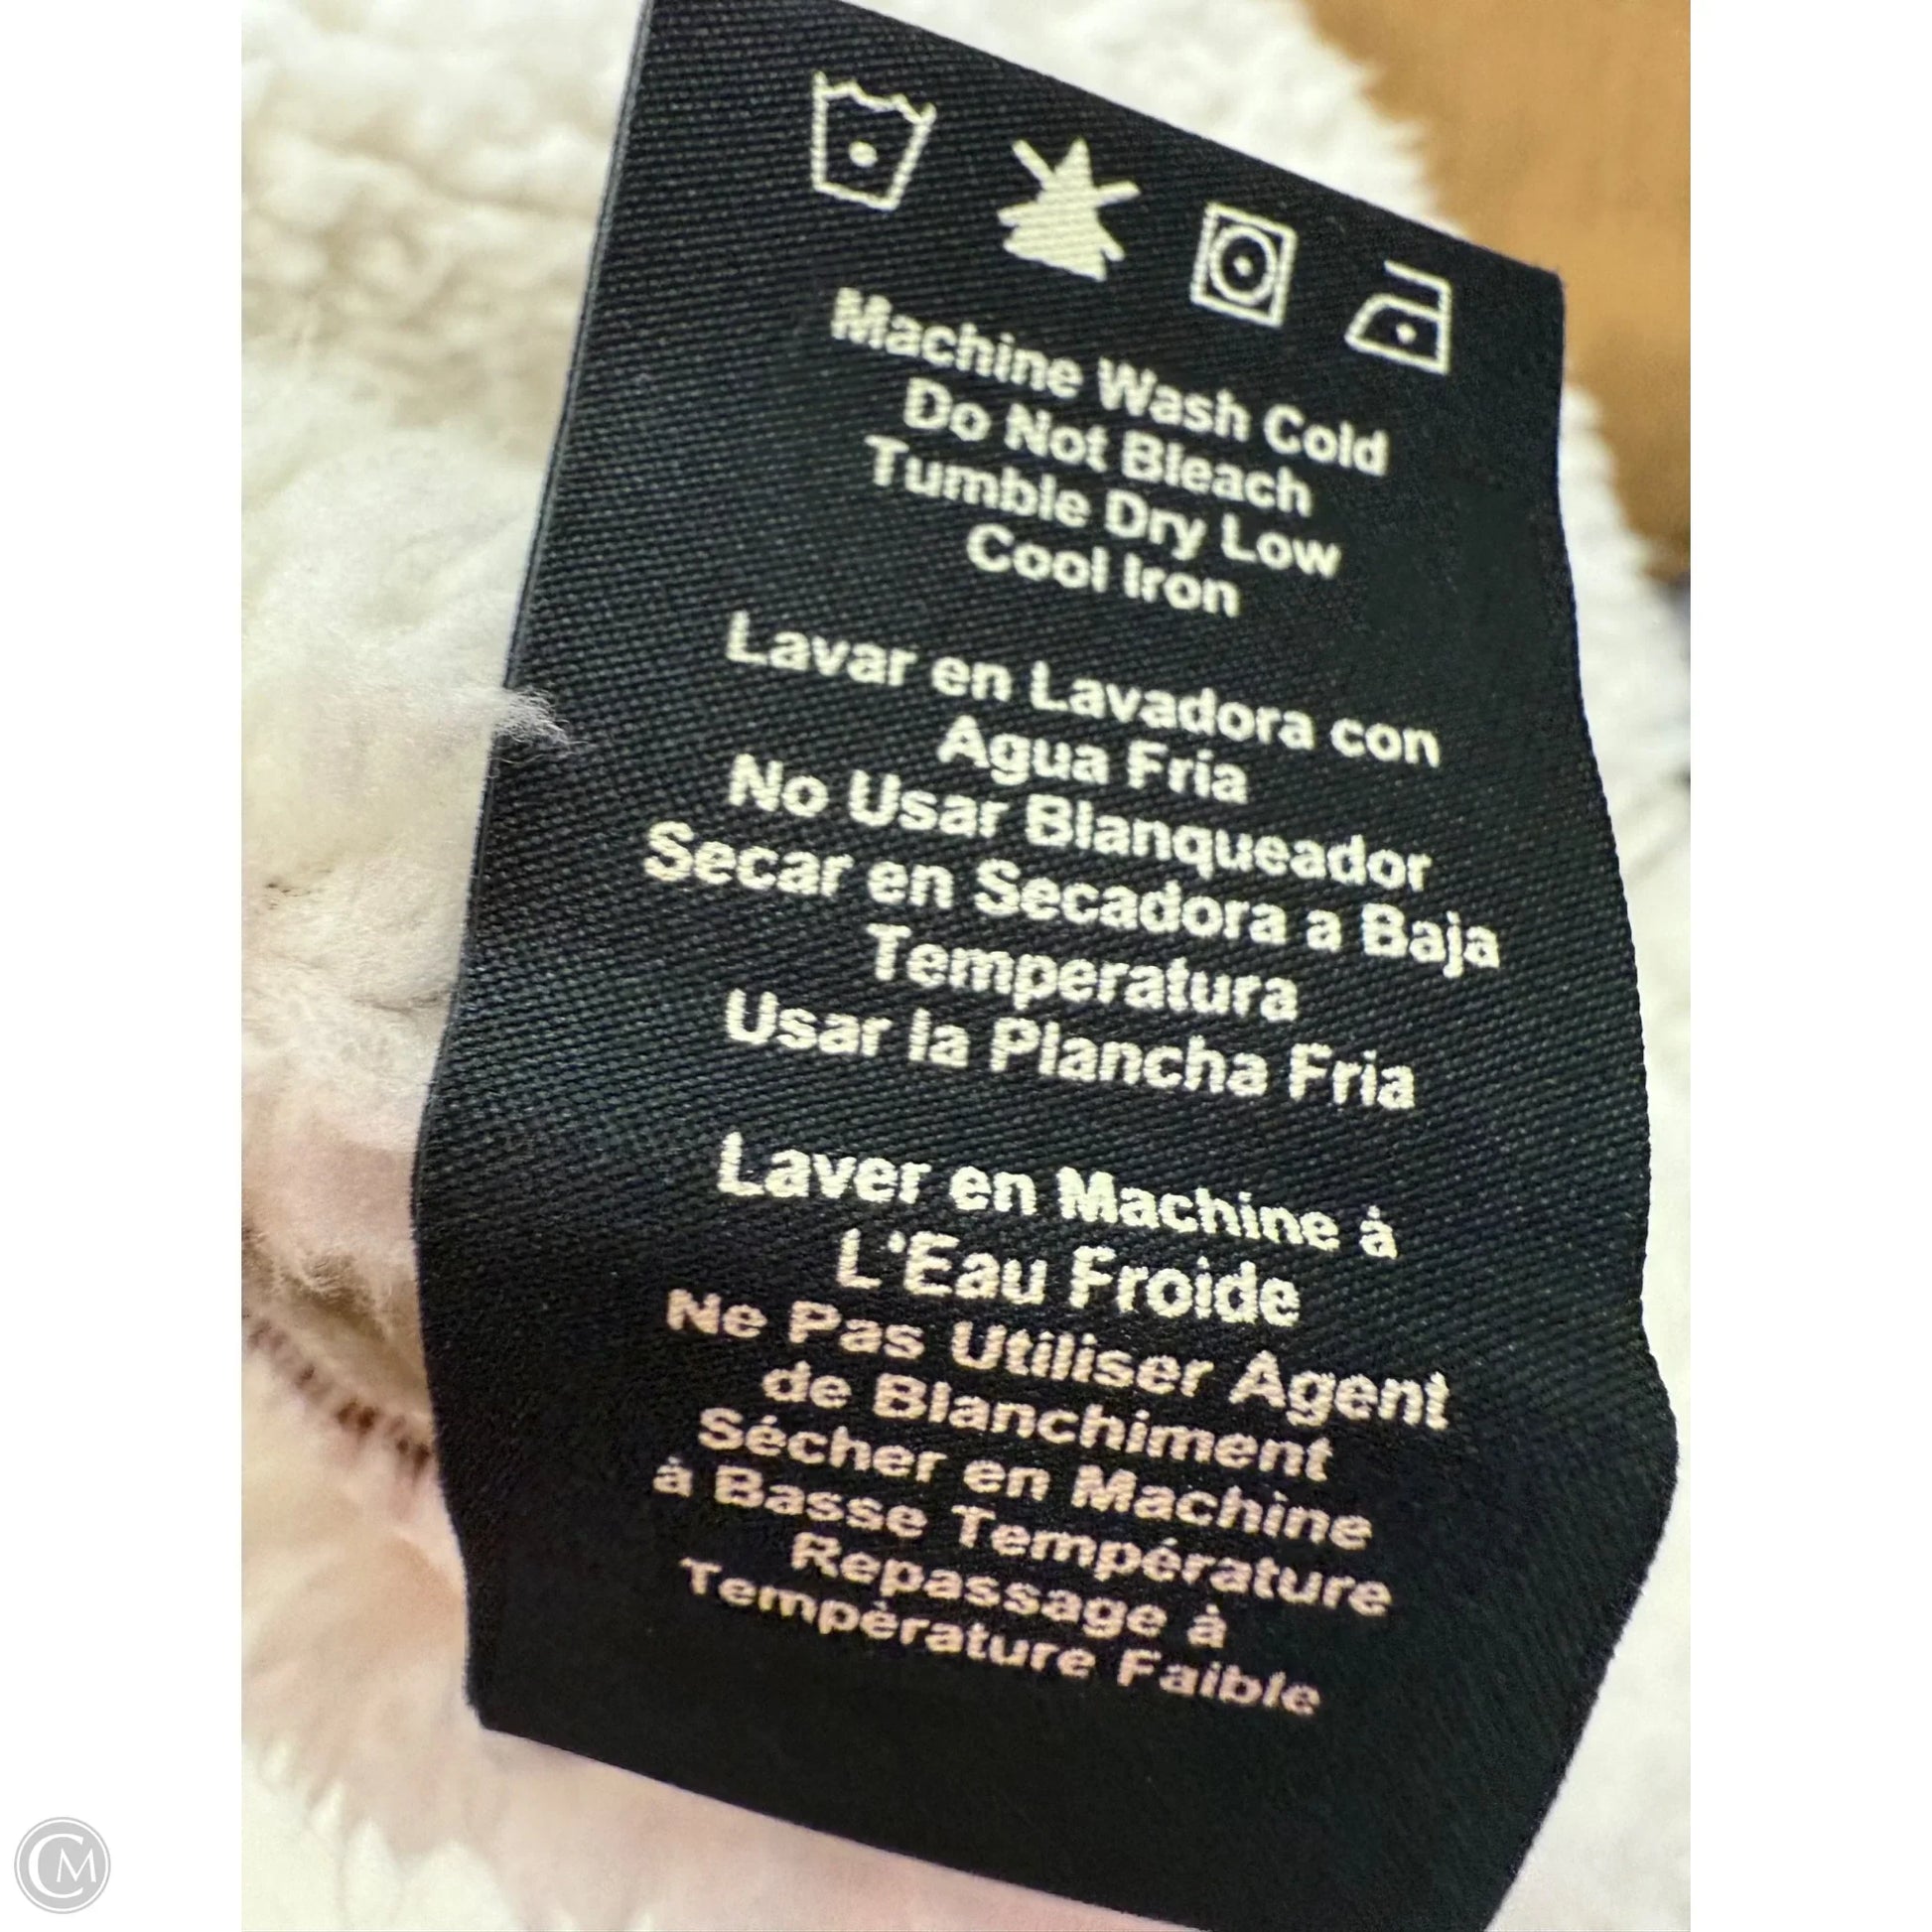 Machine Wash Cold
Do Not Bleach
Tumble Dry Low
Cool Iron
Lavar en Lavadora con
Agua Fria
No Usar Blanqueador
Secar en Secadora a Baja
Temperatura
Usar la Plancha Fria
Laver en Machine à
L'Eau Froide
Ne Pas Utiliser Agent
de Blanchiment
Sécher en Machine
à Basse Température
Repassage à
Température Faible
CM